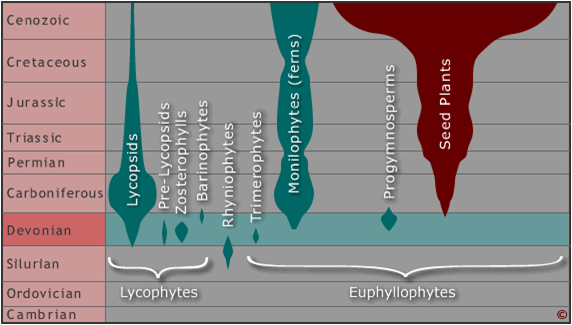 Cenozoic
Cretaceous
Jurassic
Triassic
Permian
Carboniferous
Devonian
Silurian
Ordovician
Cambrian
Lycopsids
Pre-Lycopsids
Zosterophylls
Barinophytes
Rhyniophytes
Trimerophytes
Monilophytes (ferns)
Progymnosperms
Seed Plants
Lycophytes
Euphyllophytes
©